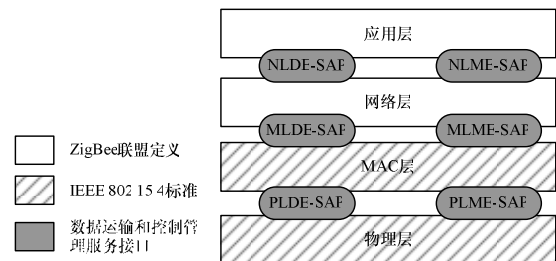 应用层
NLDE-SAP
NLME-SAP
网络层
MLDE-SAP
MLME-SAP
MAC层
PLDE-SAP
PLME-SAP
物理层
ZigBee联盟定义
IEEE 802 15 4标准
数据运输和控制管
理服务接口